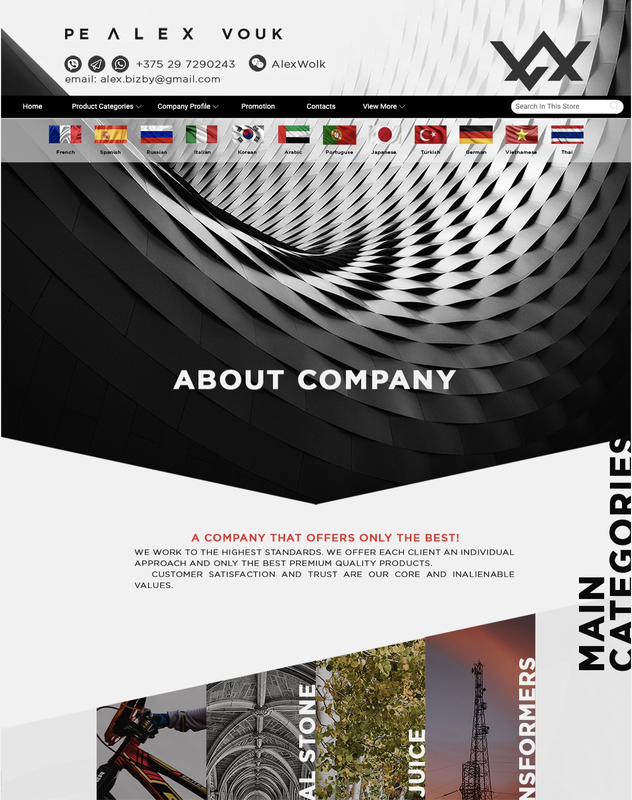 PE ALEX VOUK
+375 29 7290243 AlexWolk
email: alex.bizby@gmail.com
Home Product Categories Company Profile Promotion Contacts View More Search In This Store
French Spanish Russian Italian Korean Arabic Portuguse Japanese Turkish German Vietnamese Thai
ABOUT COMPANY
A COMPANY THAT OFFERS ONLY THE BEST!
WE WORK TO THE HIGHEST STANDARDS. WE OFFER EACH CLIENT AN INDIVIDUAL
APPROACH AND ONLY THE BEST PREMIUM QUALITY PRODUCTS.
CUSTOMER SATISFACTION AND TRUST ARE OUR CORE AND INALIENABLE
VALUES.
MAIN
CATEGORIES
AL STONE
JUICE
NSFORMERS